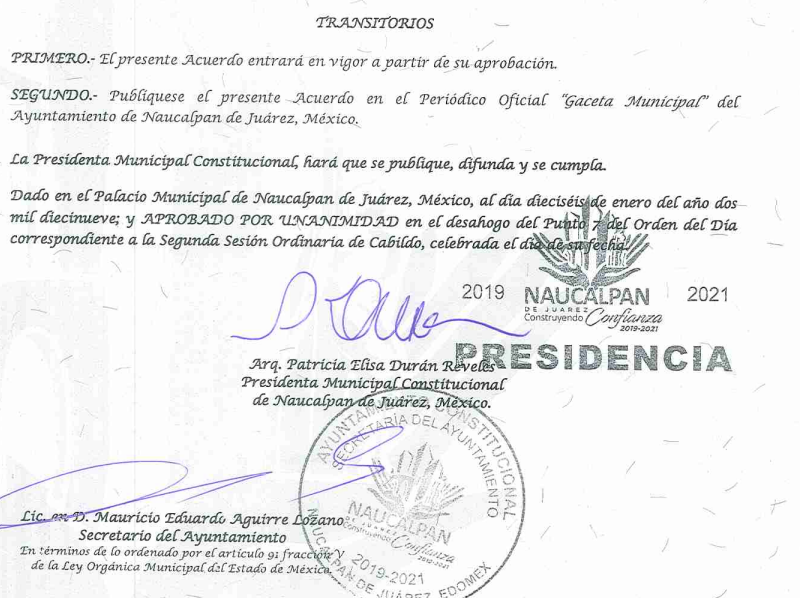 TRANSITORIOS
PRIMERO.- El presente Acuerdo entrará en vigor a partir de su aprobación.
SEGUNDO.- Publíquese el presente Acuerdo en el Periódico Oficial "Gaceta Municipal" del
Ayuntamiento de Naucalpan de Juárez, México.
La Presidenta Municipal Constitucional, hará que se publique, difunda y se cumpla.
Dado en el Palacio Municipal de Naucalpan de Juárez, México, al día dieciséis de enero del año dos
mil diecinueve; y APROBADO POR UNANIMIDAD en el desahogo del Punto 7 del Orden del Día
correspondiente a la Segunda Sesión Ordinaria de Cabildo, celebrada el día de su fecha.
2019 NAUCALPAN 2021
DE JUAREZ
Construyendo Confianza
2019-2021
PRESIDENCIA
Arq. Patricia Elisa Durán Reveles
Presidenta Municipal Constitucional
de Naucalpan de Juárez, México.
AYUNTAMIENTO CONSTITUCIONAL
SECRETARÍA DEL AYUNTAMIENTO
NAUCALPAN
DE JUAREZ
Construyendo Confianza
2019-2021
2019-2021
NAUCALPAN DE JUÁREZ, EDOMEX
Lic. en D. Mauricio Eduardo Aguirre Lozano
Secretario del Ayuntamiento
En términos de lo ordenado por el artículo 91 fracción V
de la Ley Orgánica Municipal del Estado de México.